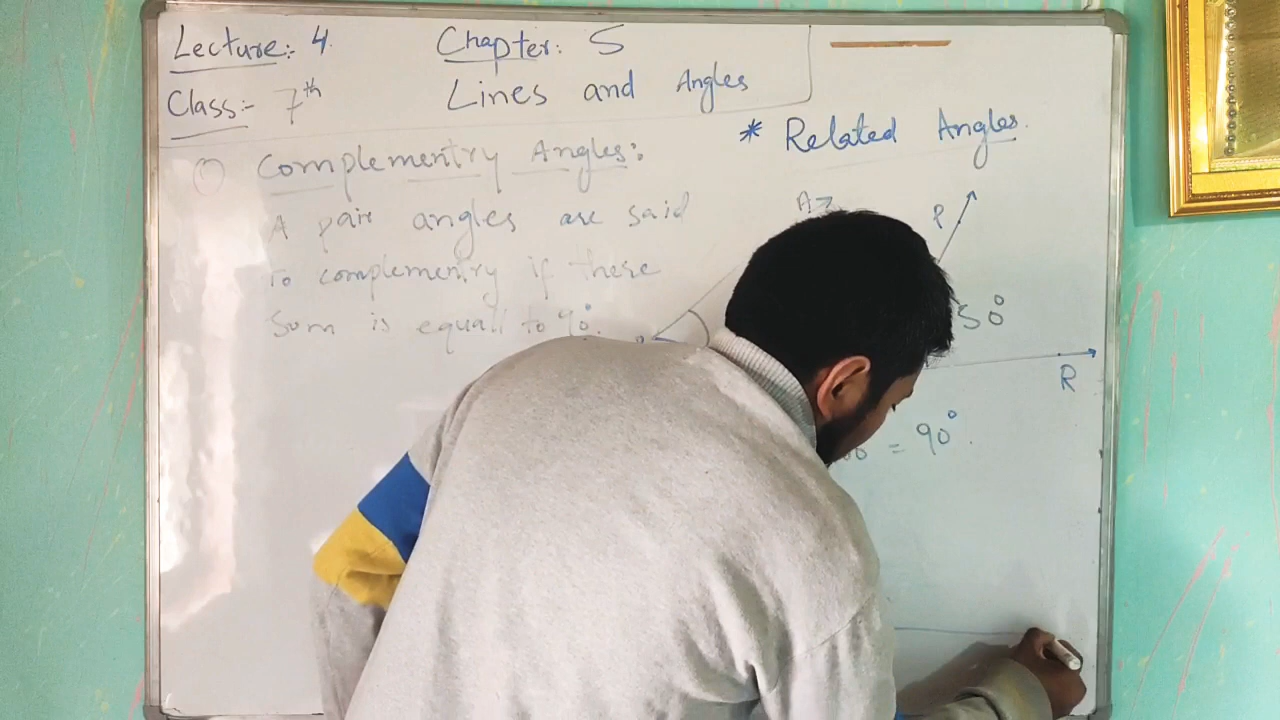 Lecture:- 4
Chapter: 5
Class:- 7th
Lines and Angles
* Related Angles.
① Complementry Angles:
A pair angles are said
To complementry if there
Sum is equall to 90°.
A
P
50°
R
= 90°.